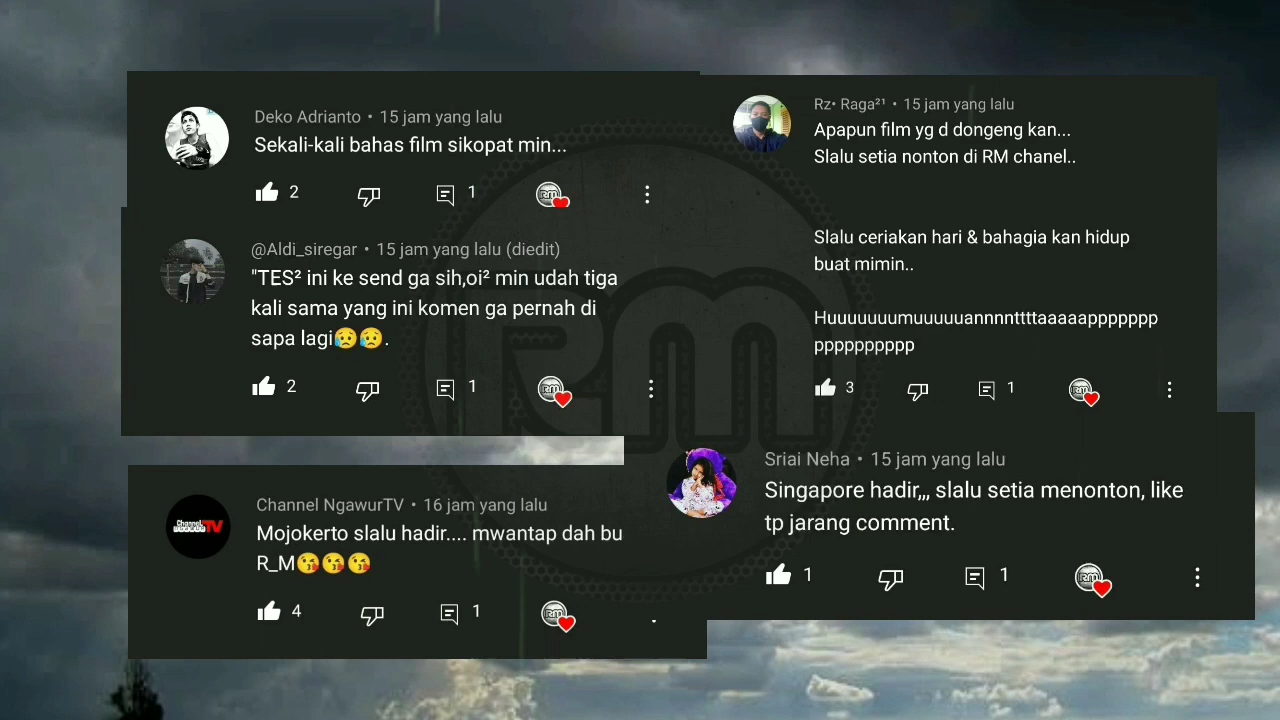 Deko Adrianto • 15 jam yang lalu
Sekali-kali bahas film sikopat min...
2
1
@Aldi_siregar • 15 jam yang lalu (diedit)
"TES² ini ke send ga sih,oi² min udah tiga
kali sama yang ini komen ga pernah di
sapa lagi😥😥.
2
1
Channel NgawurTV • 16 jam yang lalu
Mojokerto slalu hadir.... mwantap dah bu
R_M😘😘😘
4
1
Rz• Raga²¹ • 15 jam yang lalu
Apapun film yg d dongeng kan...
Slalu setia nonton di RM chanel..
Slalu ceriakan hari & bahagia kan hidup
buat mimin..
Huuuuuuumuuuuuannnnttttaaaaappppppp
pppppppppp
3
1
Sriai Neha • 15 jam yang lalu
Singapore hadir,,, slalu setia menonton, like
tp jarang comment.
1
1
RM